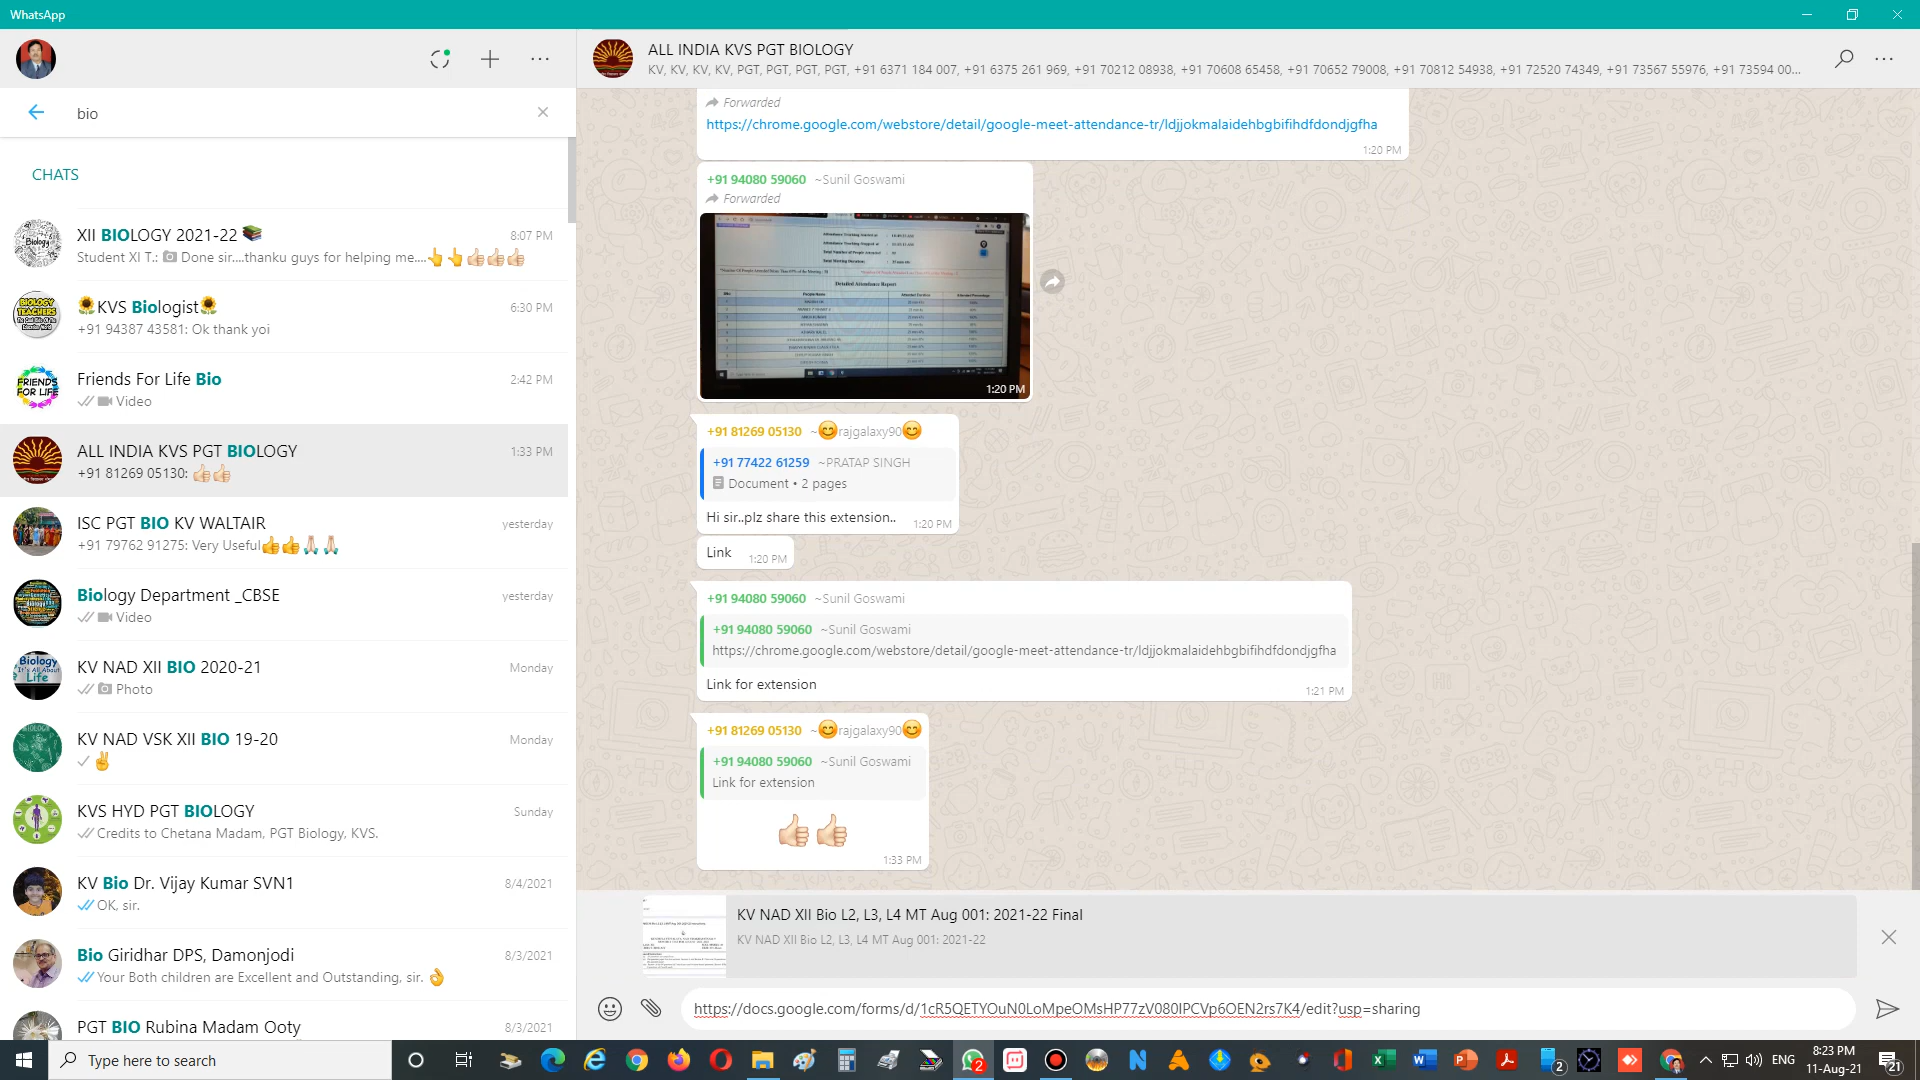 WhatsApp
bio
CHATS
XII BIOLOGY 2021-22
8:07 PM
Student XI T.: Done sir....thanku guys for helping me....
KVS Biologist
6:30 PM
+91 94387 43581: Ok thank yoi
Friends For Life Bio
2:42 PM
Video
ALL INDIA KVS PGT BIOLOGY
1:33 PM
+91 81269 05130:
ISC PGT BIO KV WALTAIR
yesterday
+91 79762 91275: Very Useful
Biology Department _CBSE
yesterday
Video
KV NAD XII BIO 2020-21
Monday
Photo
KV NAD VSK XII BIO 19-20
Monday
KVS HYD PGT BIOLOGY
Sunday
Credits to Chetana Madam, PGT Biology, KVS.
KV Bio Dr. Vijay Kumar SVN1
8/4/2021
OK, sir.
Bio Giridhar DPS, Damonjodi
8/3/2021
Your Both children are Excellent and Outstanding, sir.
PGT BIO Rubina Madam Ooty
8/3/2021
ALL INDIA KVS PGT BIOLOGY
KV, KV, KV, KV, PGT, PGT, PGT, PGT, +91 6371 184 007, +91 6375 261 969, +91 70212 08938, +91 70608 65458, +91 70652 79008, +91 70812 54938, +91 72520 74349, +91 73567 55976, +91 73594 00...
Forwarded
https://chrome.google.com/webstore/detail/google-meet-attendance-tr/ldjjokmalaidehbgbifihdfdondjgfha
1:20 PM
+91 94080 59060 ~Sunil Goswami
Forwarded
Detailed Attendance Report
1:20 PM
+91 81269 05130 ~rajgalaxy90
+91 77422 61259 ~PRATAP SINGH
Document • 2 pages
Hi sir..plz share this extension..
1:20 PM
Link
1:20 PM
+91 94080 59060 ~Sunil Goswami
+91 94080 59060 ~Sunil Goswami
https://chrome.google.com/webstore/detail/google-meet-attendance-tr/ldjjokmalaidehbgbifihdfdondjgfha
Link for extension
1:21 PM
+91 81269 05130 ~rajgalaxy90
+91 94080 59060 ~Sunil Goswami
Link for extension
1:33 PM
KV NAD XII Bio L2, L3, L4 MT Aug 001: 2021-22 Final
KV NAD XII Bio L2, L3, L4 MT Aug 001: 2021-22
https://docs.google.com/forms/d/1cR5QETYOuN0LoMpeOMsHP77zV080IPCVp6OEN2rs7K4/edit?usp=sharing
Type here to search
ENG
8:23 PM
11-Aug-21
21